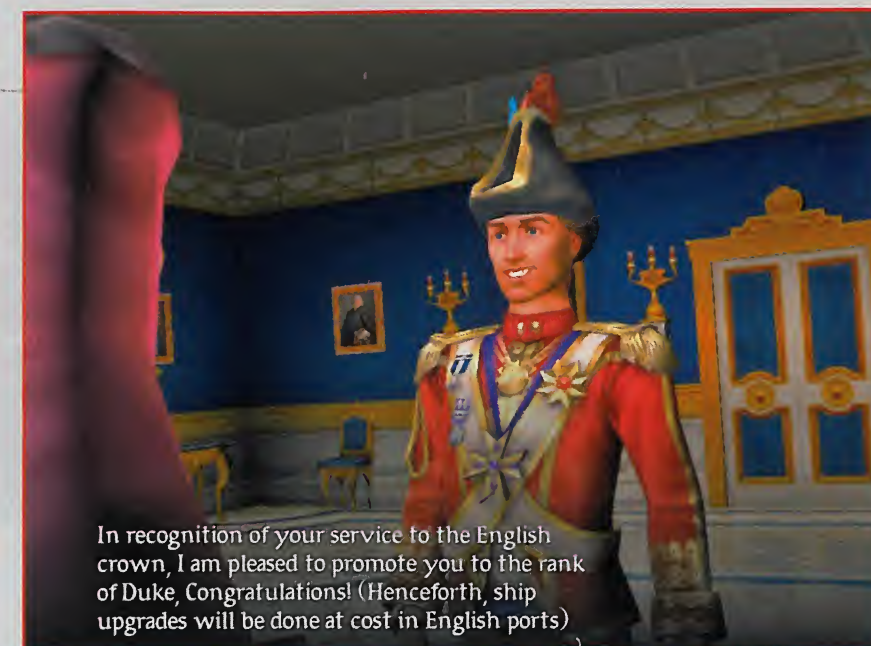 In recognition of your service to the English
crown, I am pleased to promote you to the rank
of Duke, Congratulations! (Henceforth, ship
upgrades will be done at cost in English ports)